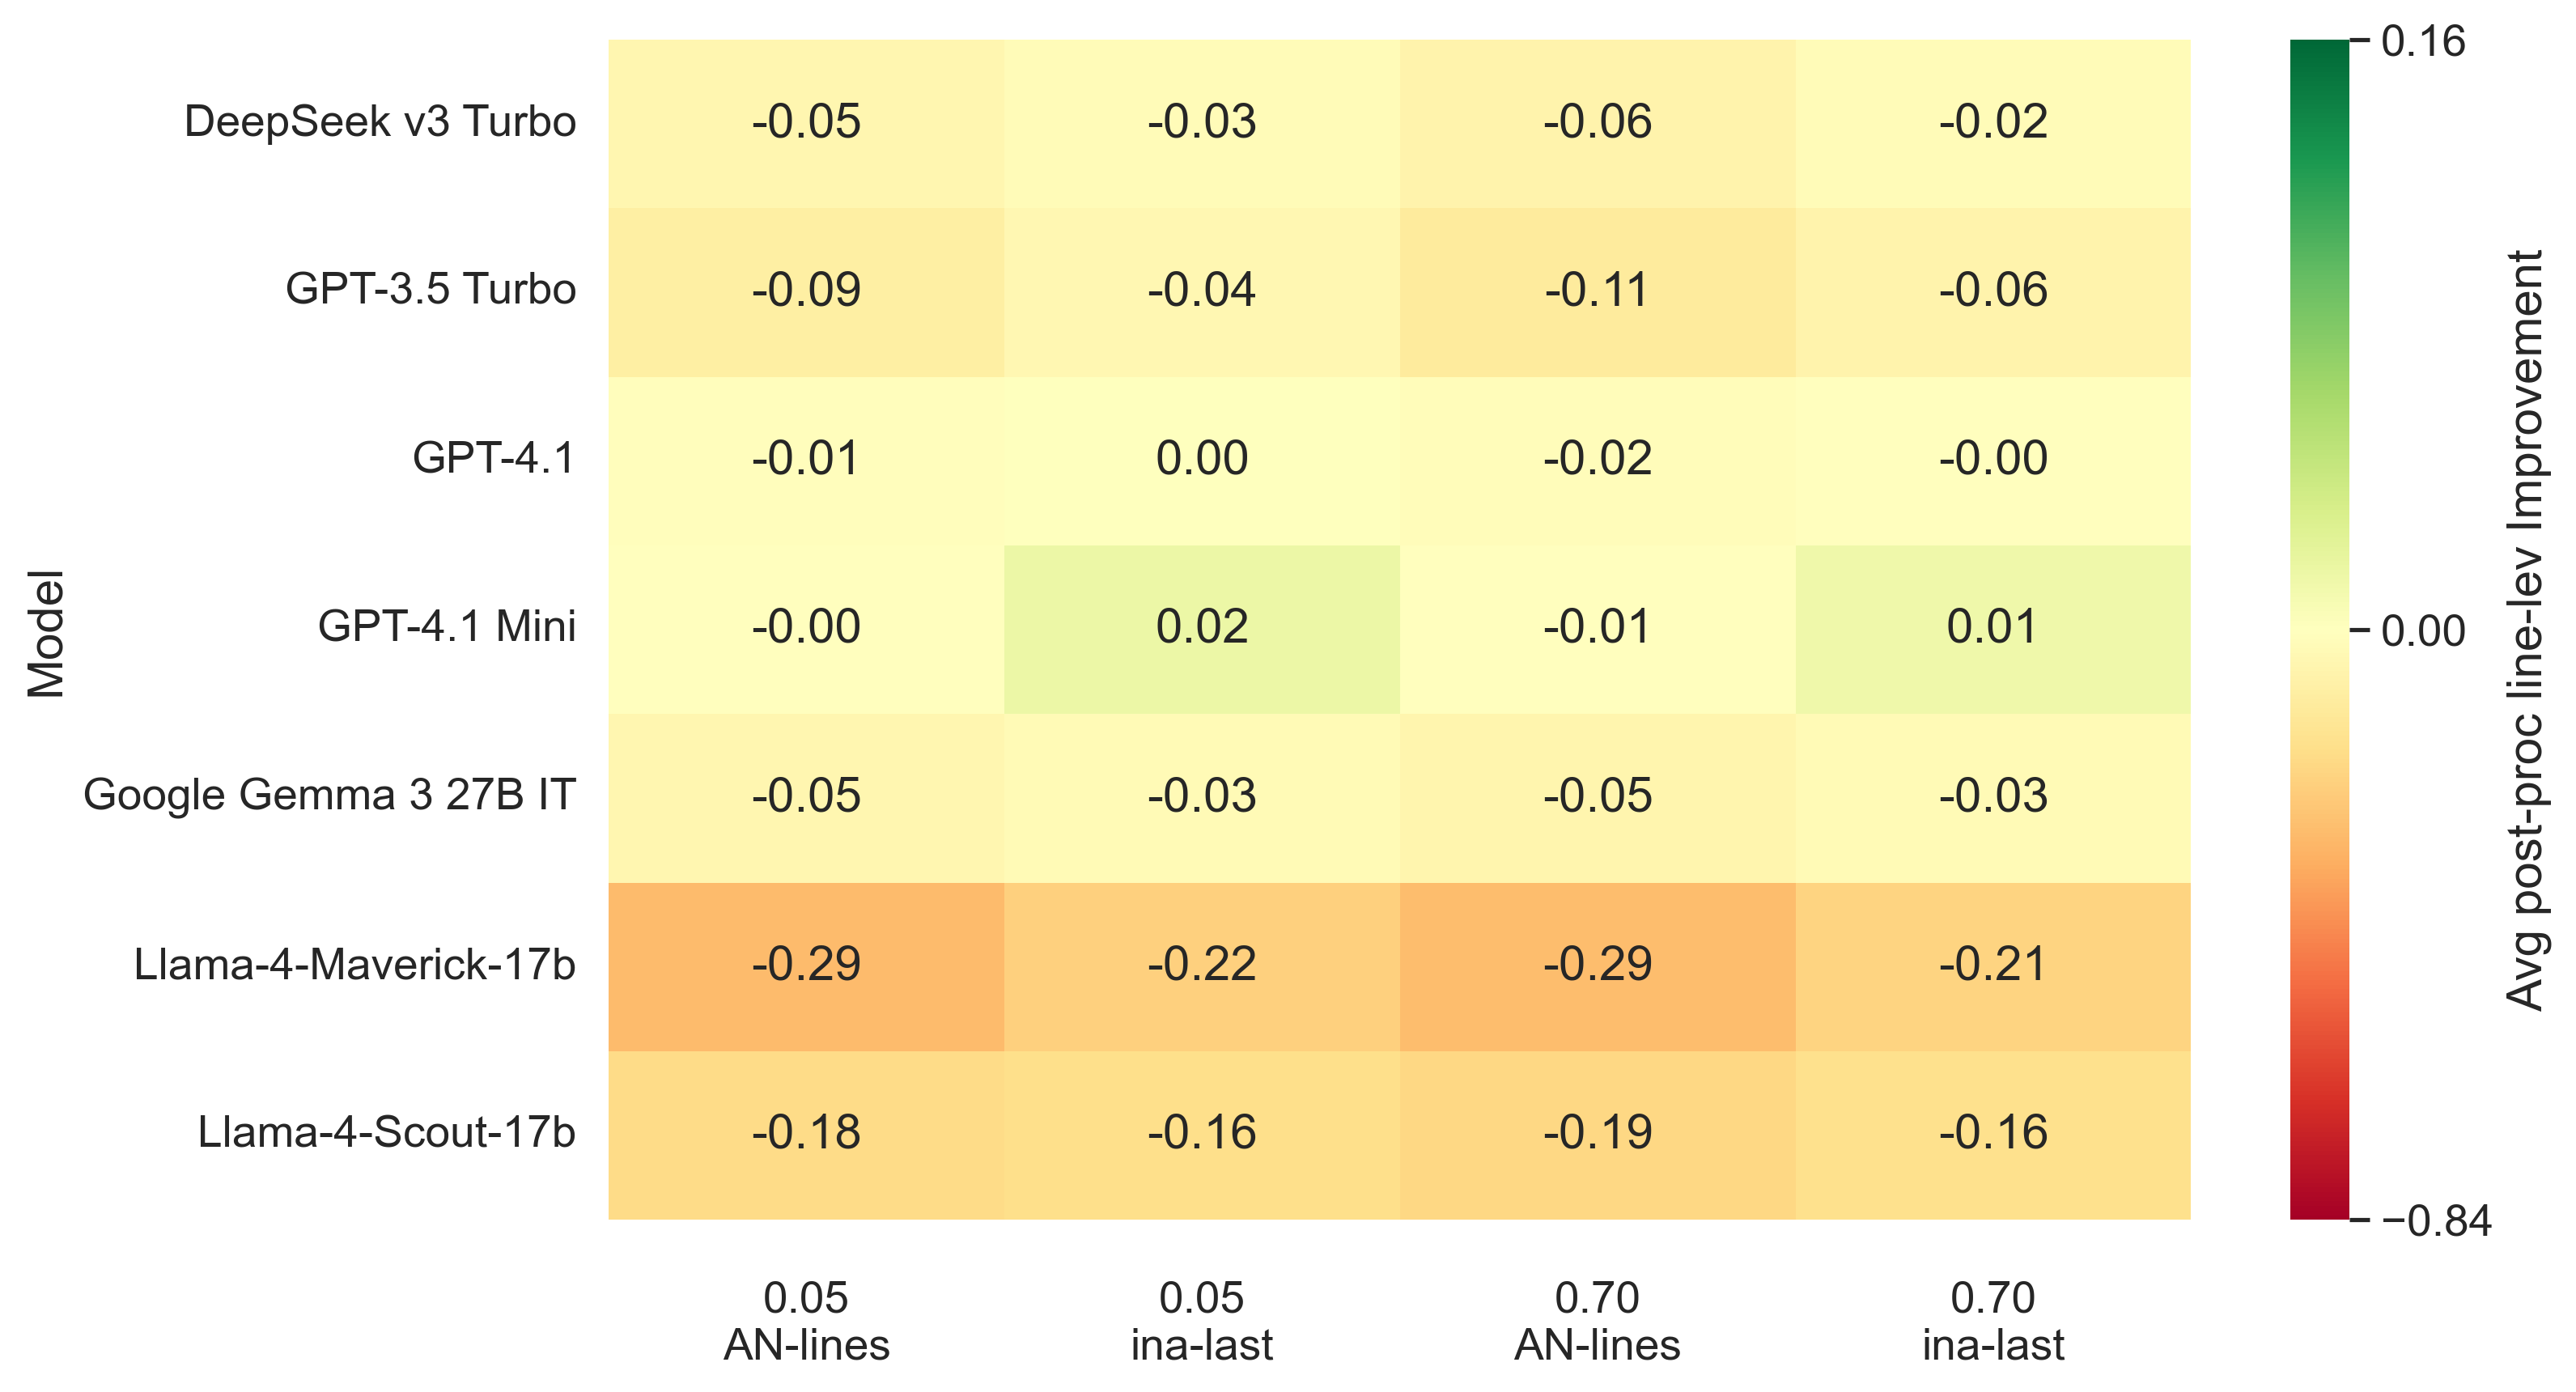 Model
DeepSeek v3 Turbo -0.05 -0.03 -0.06 -0.02
GPT-3.5 Turbo -0.09 -0.04 -0.11 -0.06
GPT-4.1 -0.01 0.00 -0.02 -0.00
GPT-4.1 Mini -0.00 0.02 -0.01 0.01
Google Gemma 3 27B IT -0.05 -0.03 -0.05 -0.03
Llama-4-Maverick-17b -0.29 -0.22 -0.29 -0.21
Llama-4-Scout-17b -0.18 -0.16 -0.19 -0.16
0.05 0.05 0.70 0.70
AN-lines ina-last AN-lines ina-last
0.16
0.00
−0.84
Avg post-proc line-lev Improvement